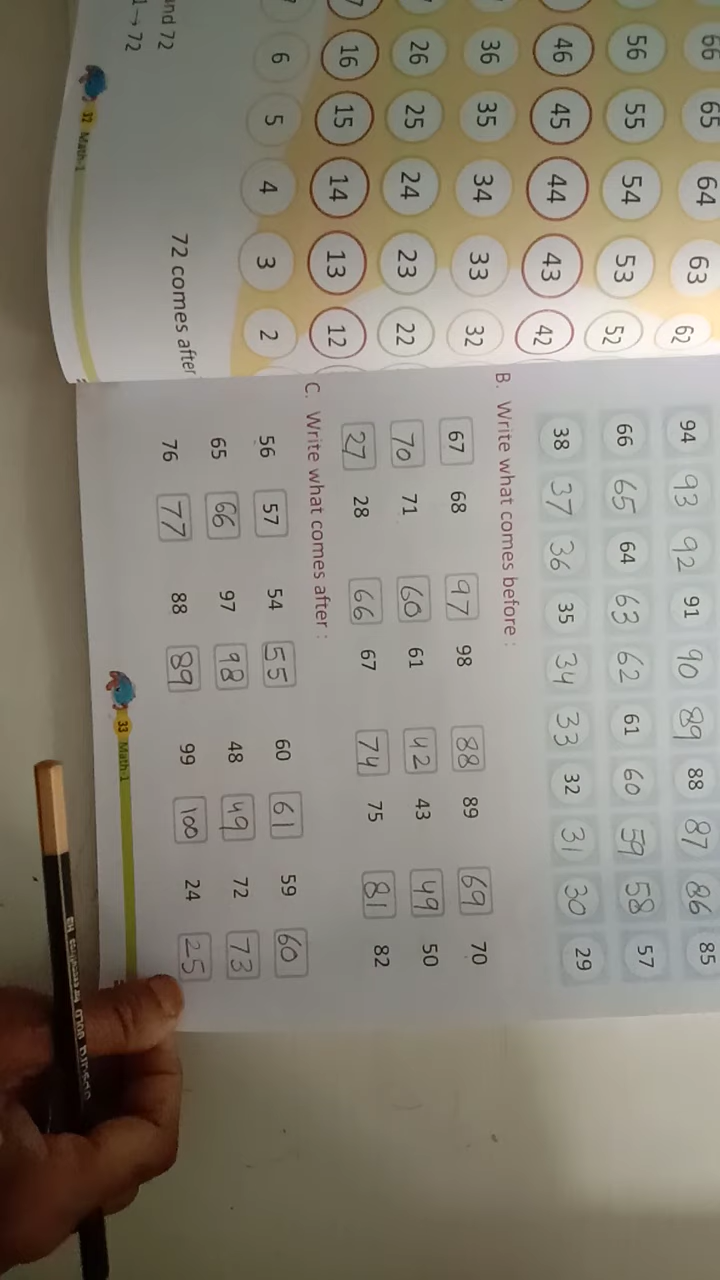 66 65 64 63 62
56 55 54 53 52
46 45 44 43 42
36 35 34 33 32
26 25 24 23 22
16 15 14 13 12
6 5 4 3 2
72 comes after
nd 72
1→ 72
32 Math-1
94 93 92 91 90 89 88 87 86 85
66 65 64 63 62 61 60 59 58 57
38 37 36 35 34 33 32 31 30 29
B. Write what comes before :
67 68 97 98 88 89 69 70
70 71 60 61 42 43 49 50
27 28 66 67 74 75 81 82
C. Write what comes after :
56 57 54 55 60 61 59 60
65 66 97 98 48 49 72 73
76 77 88 89 99 100 24 25
33 Math-1